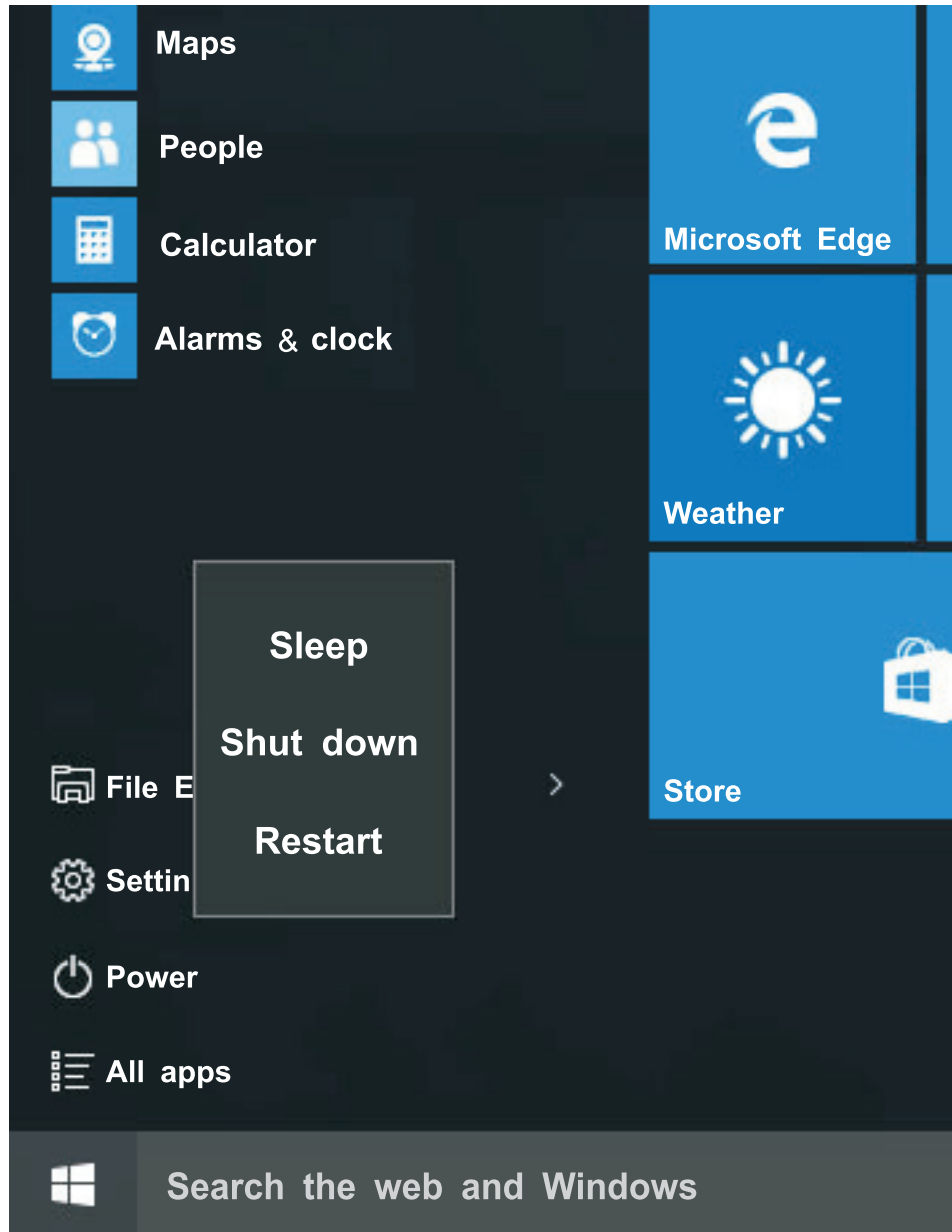 Maps
People
Calculator
Alarms & clock
Microsoft Edge
Weather
Store
Sleep
Shut down
Restart
File E
Settin
Power
All apps
Search the web and Windows